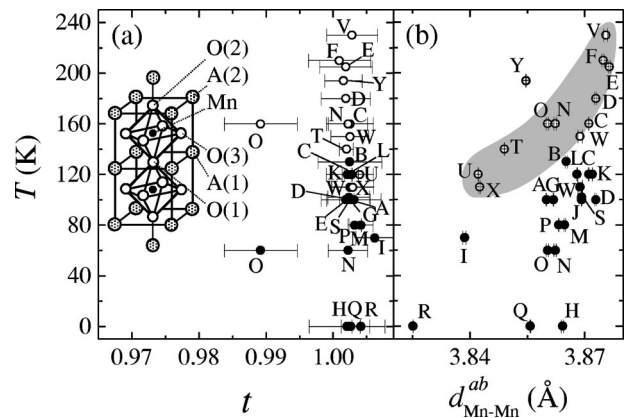 (a)
(b)
T (K)
240
200
160
120
80
40
0
O(2)
A(2)
Mn
O(3)
A(1)
O(1)
V
F
E
Y
D
N
C
O
W
T
B
C
L
K
U
W
X
D
A
E
S
G
P
M
I
O
N
H
Q
R
0.97
0.98
0.99
1.00
t
V
F
E
Y
D
O
N
C
W
T
B
L
C
U
K
X
A
G
W
J
S
D
P
M
I
O
N
R
Q
H
3.84
3.87
d^{ab}_{Mn-Mn} (Å)